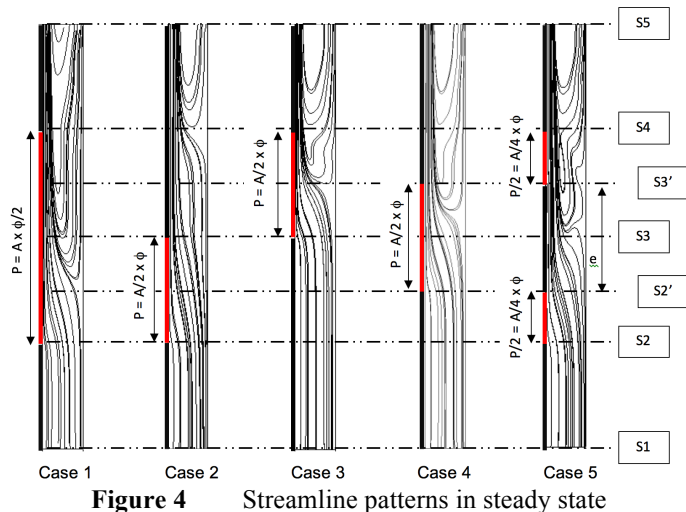 S5
S4
S3'
S3
S2'
S2
S1
P = A x ϕ/2
P = A/2 x ϕ
P = A/2 x ϕ
P = A/2 x ϕ
P/2 = A/4 x ϕ
P/2 = A/4 x ϕ
e
Case 1 Case 2 Case 3 Case 4 Case 5
Figure 4 Streamline patterns in steady state